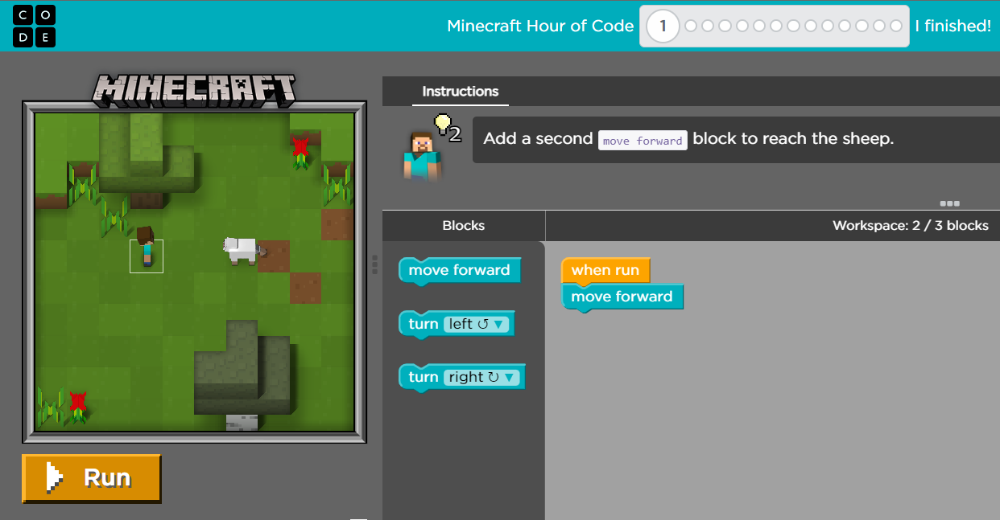 CODE
Minecraft Hour of Code 1 I finished!
MINECRAFT
Instructions
2
Add a second move forward block to reach the sheep.
Blocks
Workspace: 2 / 3 blocks
move forward
turn left ↺ ▼
turn right ↻ ▼
when run
move forward
Run